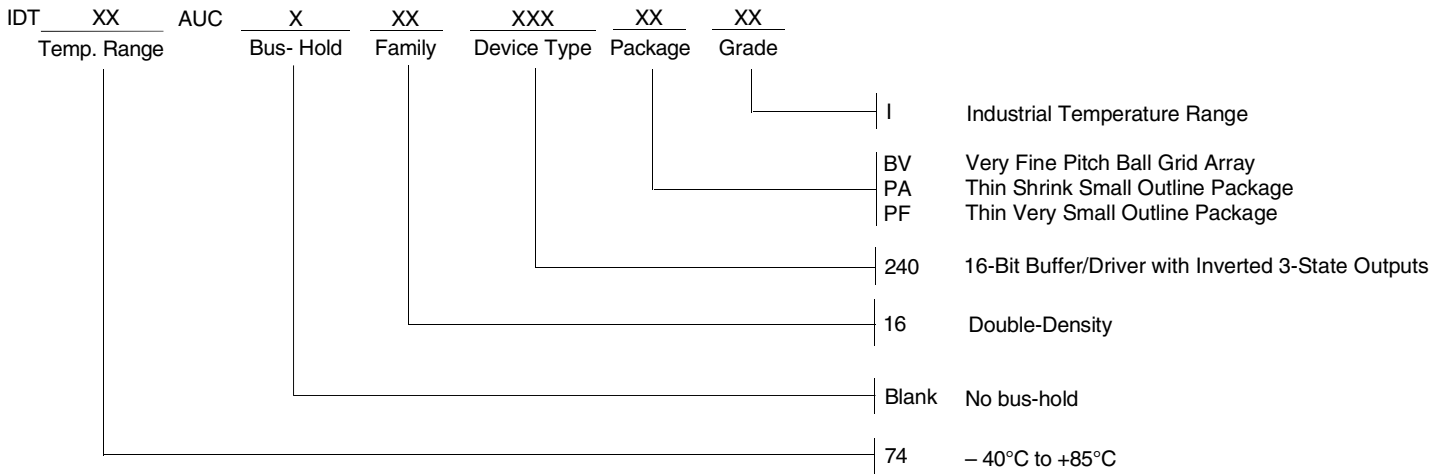 IDT XX AUC X XX XXX XX XX
Temp. Range Bus- Hold Family Device Type Package Grade
I Industrial Temperature Range
BV Very Fine Pitch Ball Grid Array
PA Thin Shrink Small Outline Package
PF Thin Very Small Outline Package
240 16-Bit Buffer/Driver with Inverted 3-State Outputs
16 Double-Density
Blank No bus-hold
74 – 40°C to +85°C